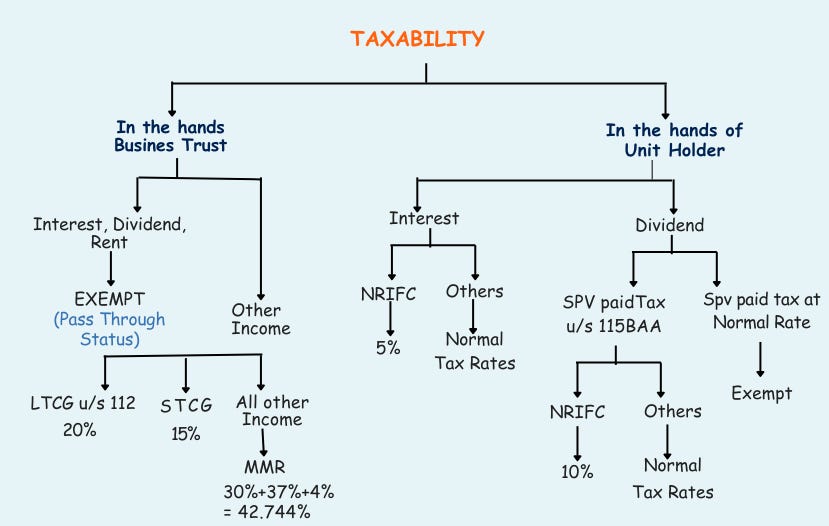 TAXABILITY
In the hands
Busines Trust
In the hands of
Unit Holder
Interest, Dividend,
Rent
EXEMPT
(Pass Through
Status)
Other
Income
LTCG u/s 112
20%
STCG
15%
All other
Income
MMR
30%+37%+4%
= 42.744%
Interest
NRIFC
5%
Others
Normal
Tax Rates
Dividend
SPV paidTax
u/s 115BAA
NRIFC
10%
Others
Normal
Tax Rates
Spv paid tax at
Normal Rate
Exempt